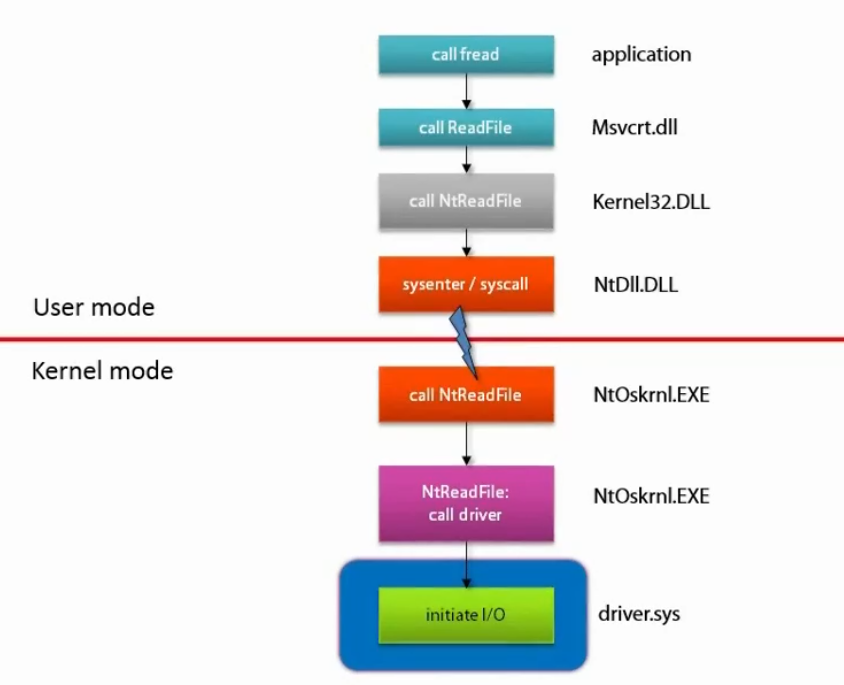 call fread application
call ReadFile Msvcrt.dll
call NtReadFile Kernel32.DLL
sysenter / syscall NtDll.DLL
User mode
Kernel mode
call NtReadFile NtOskrnl.EXE
NtReadFile:
call driver NtOskrnl.EXE
initiate I/O driver.sys